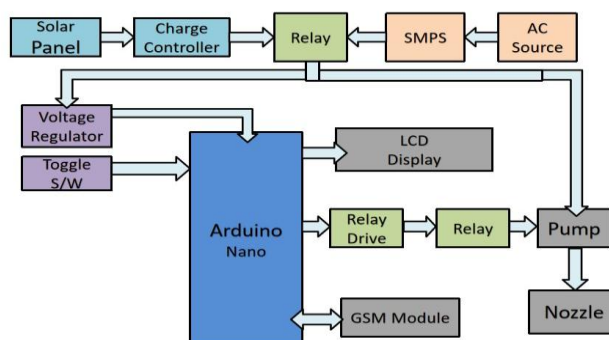 Solar
Panel
Charge
Controller
Relay
SMPS
AC
Source
Voltage
Regulator
Toggle
S/W
LCD
Display
Arduino
Nano
Relay
Drive
Relay
Pump
GSM Module
Nozzle